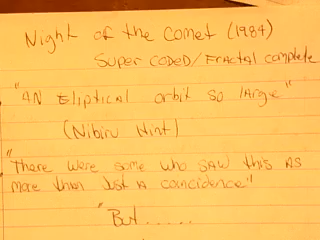 Night of the Comet (1984)
Super Coded/Fractal complete
"An Eliptical orbit so large"
(Nibiru Hint)
"There were some who saw this as
more than just a coincidence"
"But......